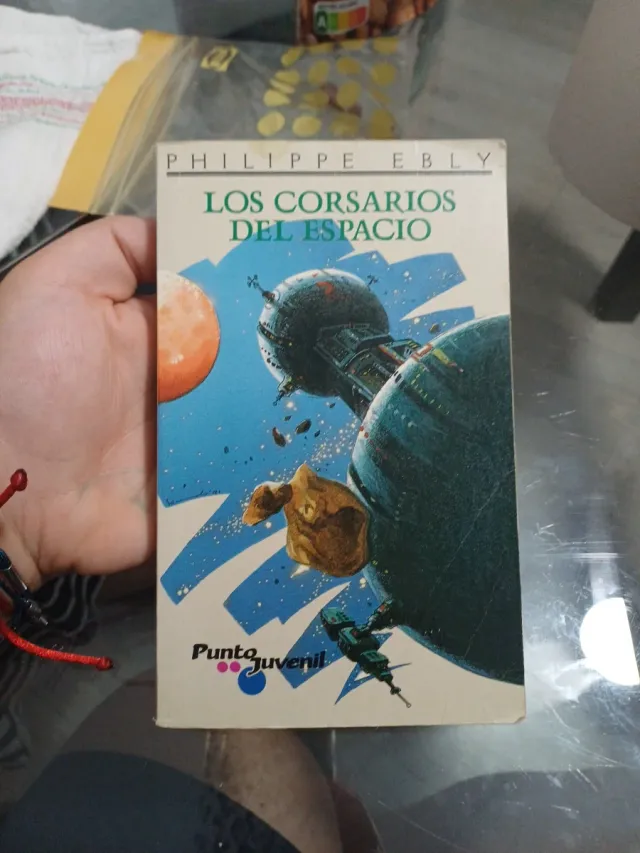 PHILIPPE EBLY
LOS CORSARIOS
DEL ESPACIO
Punto
Juvenil